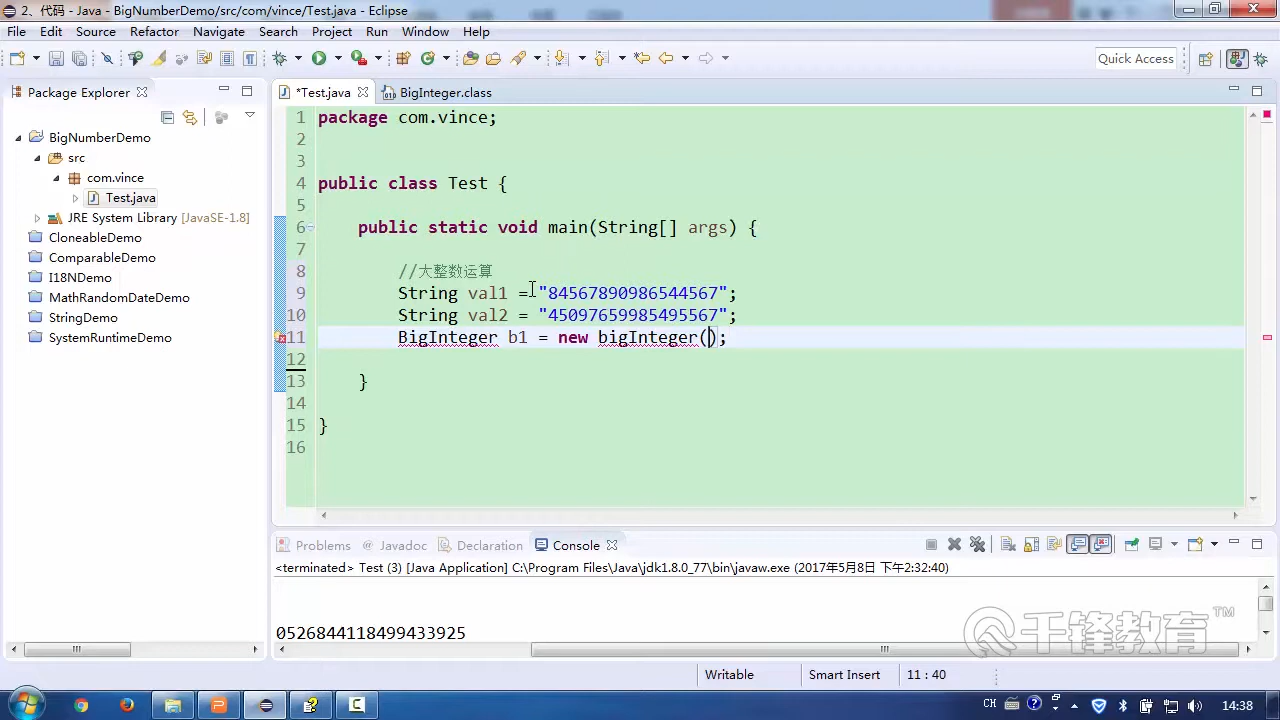 2、代码 - Java - BigNumberDemo/src/com/vince/Test.java - Eclipse
File Edit Source Refactor Navigate Search Project Run Window Help
Quick Access
Package Explorer
*Test.java
BigInteger.class
BigNumberDemo
src
com.vince
Test.java
JRE System Library [JavaSE-1.8]
CloneableDemo
ComparableDemo
I18NDemo
MathRandomDateDemo
StringDemo
SystemRuntimeDemo
1 package com.vince;
2
3
4 public class Test {
5
6 public static void main(String[] args) {
7
8 //大整数运算
9 String val1 = "84567890986544567";
10 String val2 = "45097659985495567";
11 BigInteger b1 = new bigInteger();
12
13 }
14
15 }
16
Problems @ Javadoc Declaration Console
<terminated> Test (3) [Java Application] C:\Program Files\Java\jdk1.8.0_77\bin\javaw.exe (2017年5月8日 下午2:32:40)
0526844118499433925
千锋教育™
Writable Smart Insert 11 : 40
CH 14:38